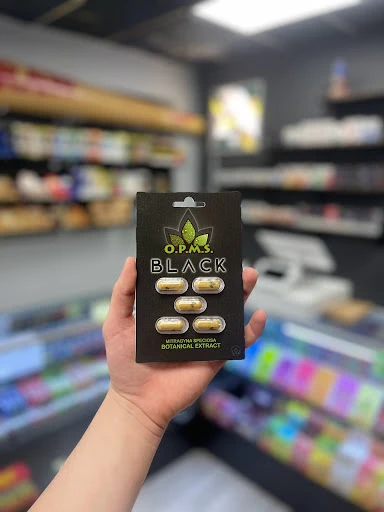 O.P.M.S.
BLACK
MITRAGYNA SPECIOSA
BOTANICAL EXTRACT